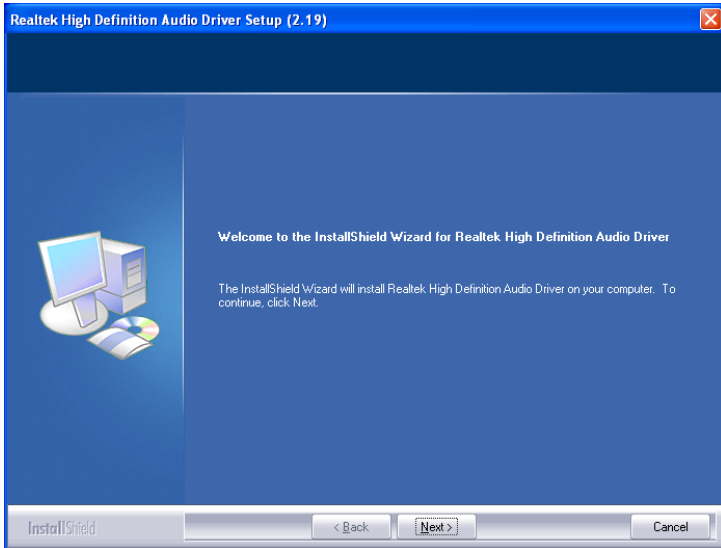 Realtek High Definition Audio Driver Setup (2.19)
Welcome to the InstallShield Wizard for Realtek High Definition Audio Driver
The InstallShield Wizard will install Realtek High Definition Audio Driver on your computer. To
continue, click Next.
InstallShield
< Back
Next >
Cancel